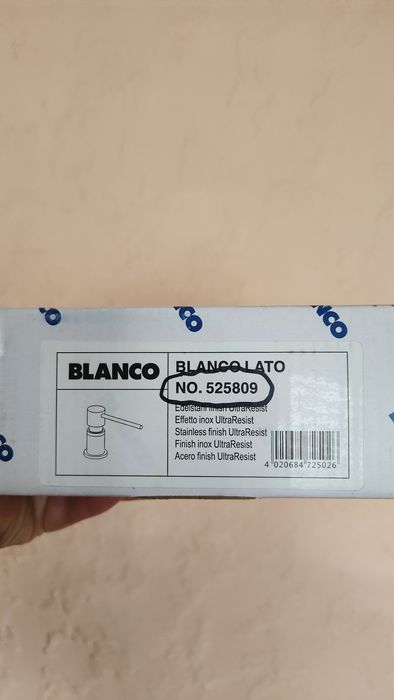 BLANCO
BLANCO LATO
NO. 525809
Edelstahl finish UltraResist
Effetto inox UltraResist
Stainless finish UltraResist
Finish inox UltraResist
Acero finish UltraResist
4 020684 725026